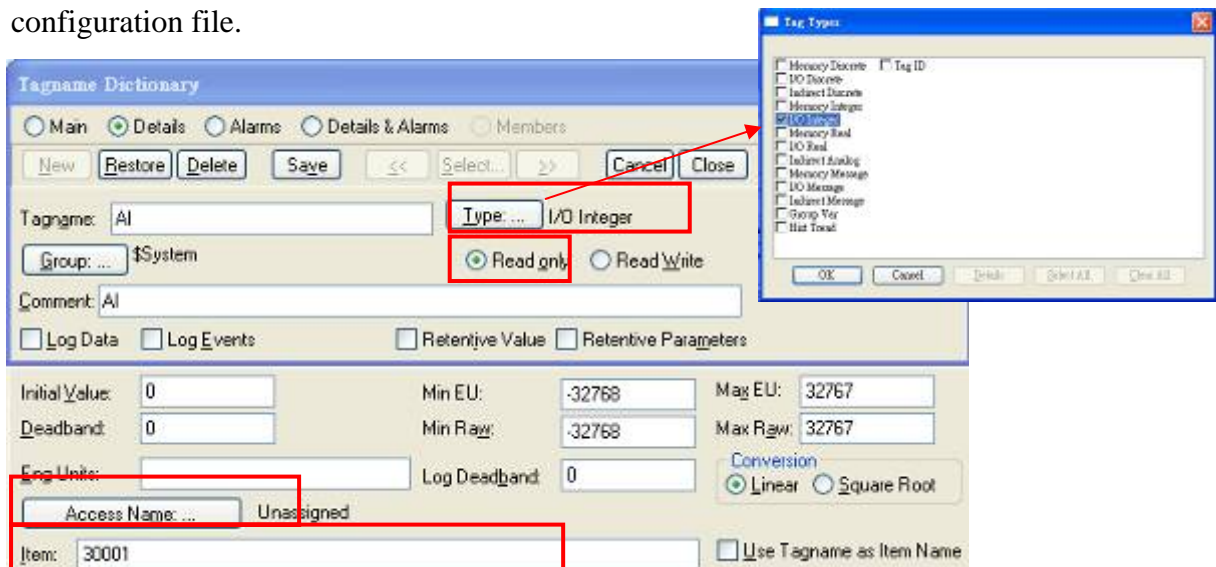 configuration file.
Tag Types
Memory Discrete Tag ID
I/O Discrete
Indirect Discrete
Memory Integer
I/O Integer
Memory Real
I/O Real
Indirect Analog
Memory Message
I/O Message
Indirect Message
Group Var
Hist Trend
OK Cancel Details Select All Clear All
Tagname Dictionary
Main Details Alarms Details & Alarms Members
New Restore Delete Save << Select... >> Cancel Close
Tagname: AI Type: ... I/O Integer
Group: ... $System Read only Read Write
Comment: AI
Log Data Log Events Retentive Value Retentive Parameters
Initial Value: 0 Min EU: -32768 Max EU: 32767
Deadband: 0 Min Raw: -32768 Max Raw: 32767
Eng Units: Log Deadband: 0 Conversion
Linear Square Root
Access Name: ... Unassigned
Item: 30001 Use Tagname as Item Name